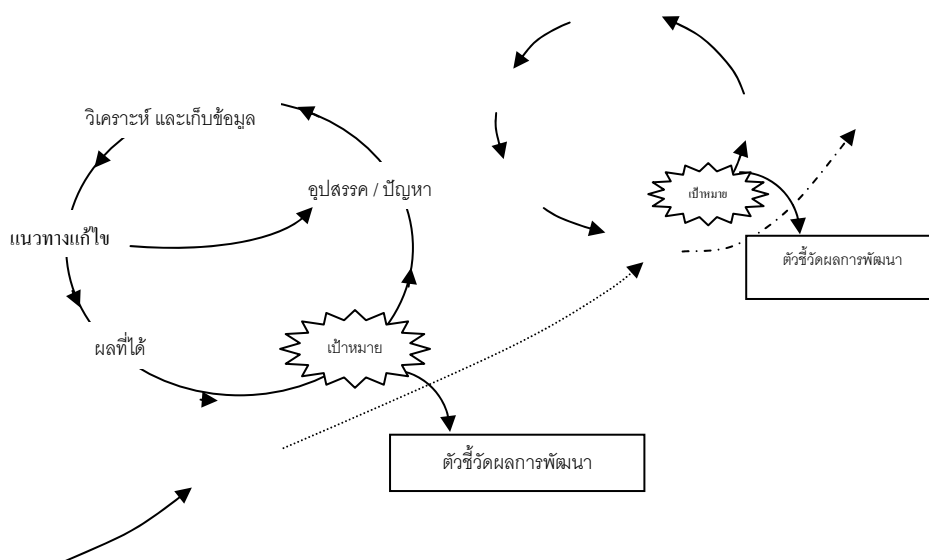 วิเคราะห์ และเก็บข้อมูล
อุปสรรค / ปัญหา
แนวทางแก้ไข
ผลที่ได้
เป้าหมาย
ตัวชี้วัดผลการพัฒนา
เป้าหมาย
ตัวชี้วัดผลการพัฒนา